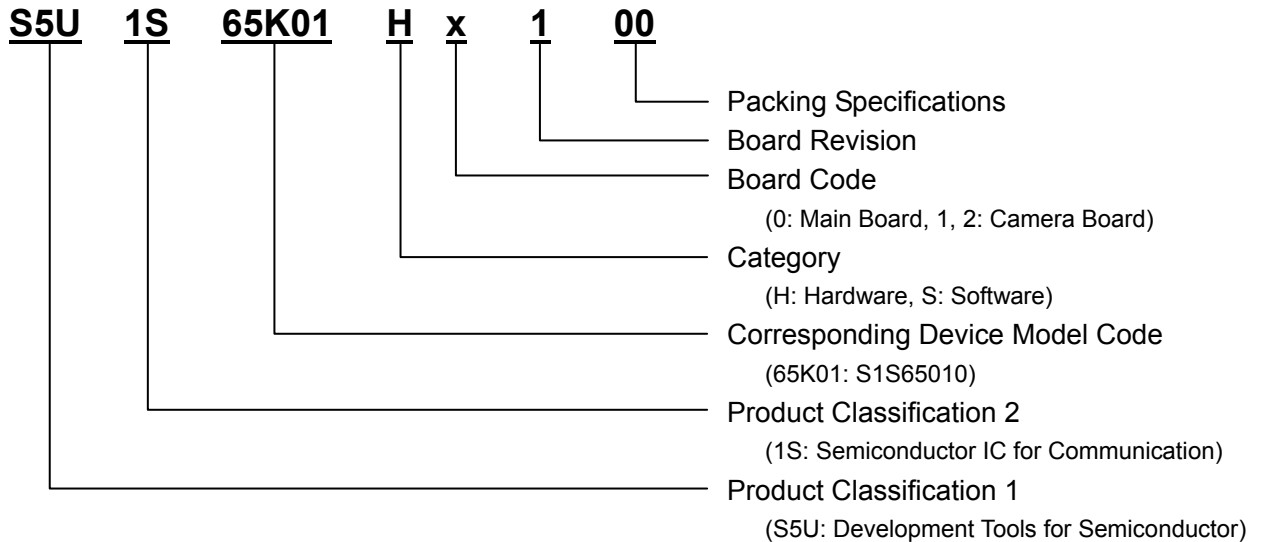 S5U 1S 65K01 H x 1 00
Packing Specifications
Board Revision
Board Code
(0: Main Board, 1, 2: Camera Board)
Category
(H: Hardware, S: Software)
Corresponding Device Model Code
(65K01: S1S65010)
Product Classification 2
(1S: Semiconductor IC for Communication)
Product Classification 1
(S5U: Development Tools for Semiconductor)